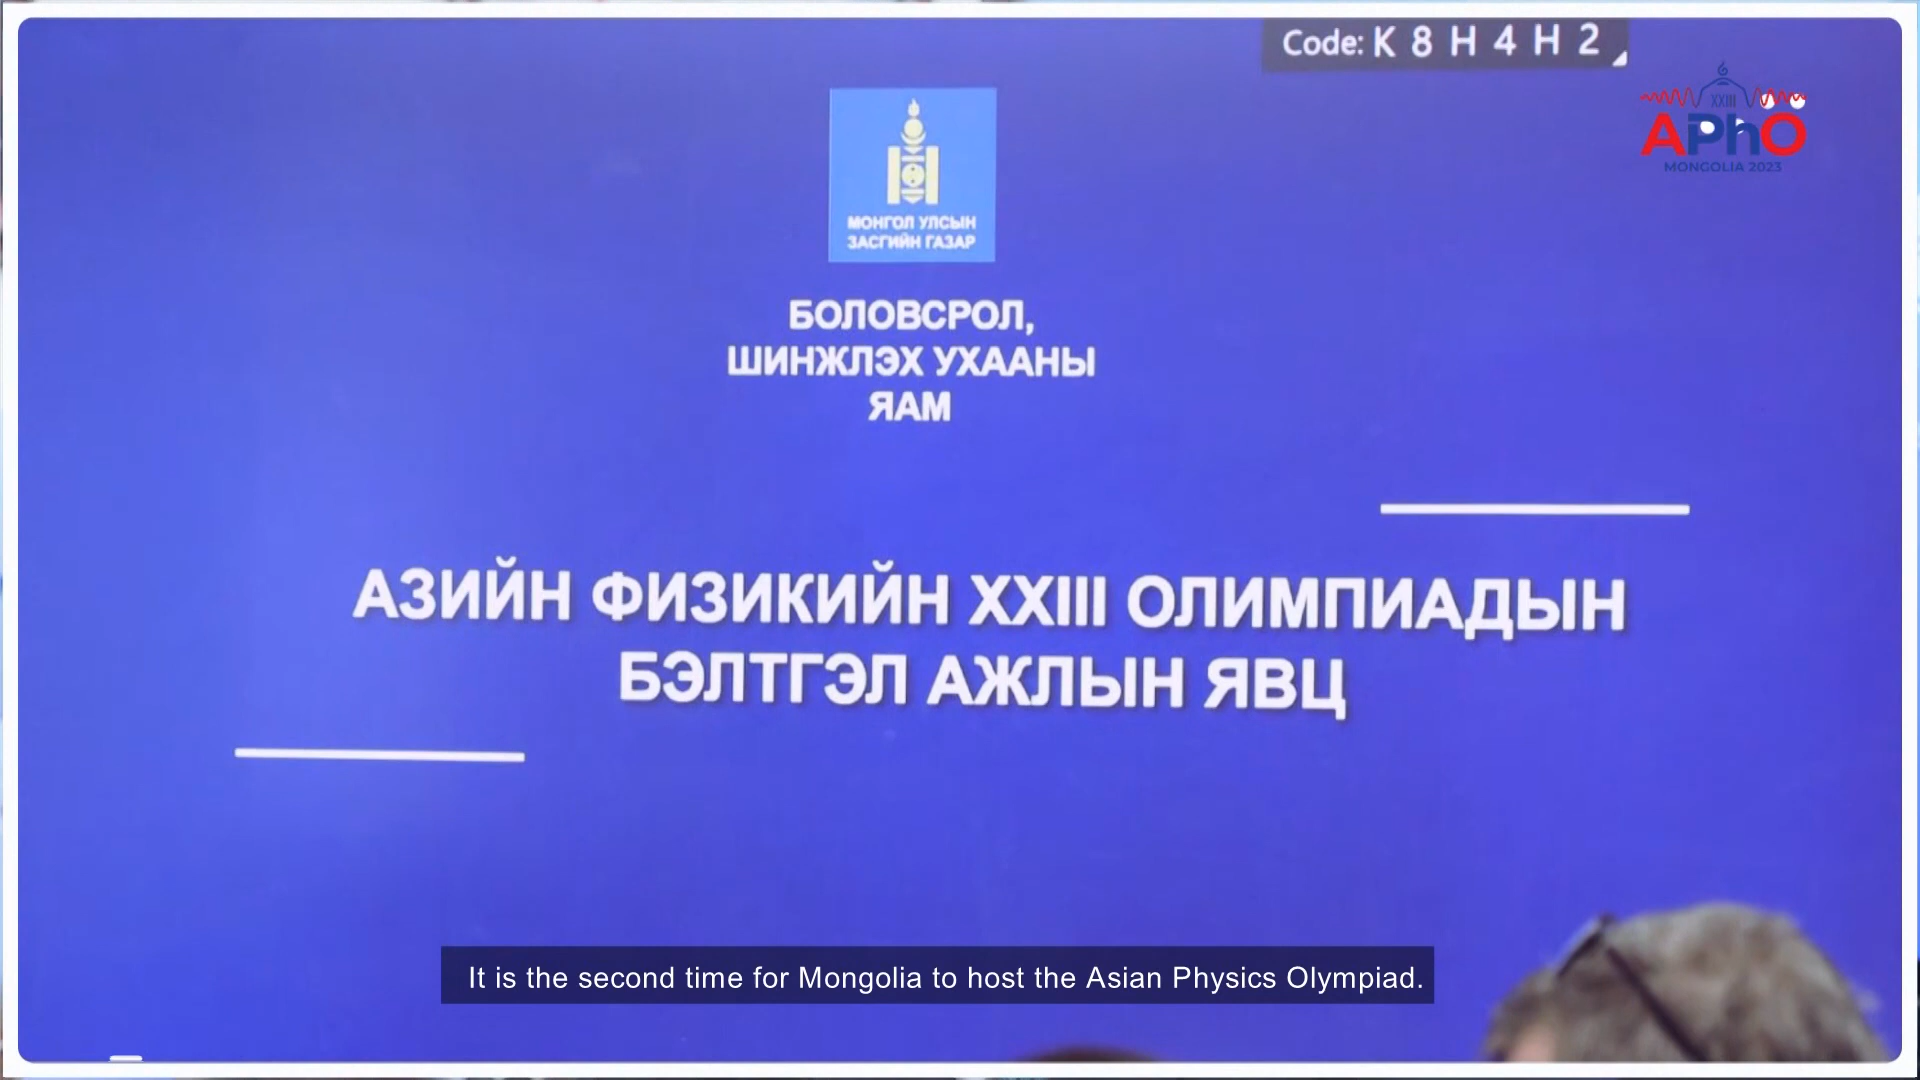 Code: K 8 H 4 H 2
XXIII
APhO
MONGOLIA 2023
МОНГОЛ УЛСЫН
ЗАСГИЙН ГАЗАР
БОЛОВСРОЛ,
ШИНЖЛЭХ УХААНЫ
ЯАМ
АЗИЙН ФИЗИКИЙН XXIII ОЛИМПИАДЫН
БЭЛТГЭЛ АЖЛЫН ЯВЦ
It is the second time for Mongolia to host the Asian Physics Olympiad.